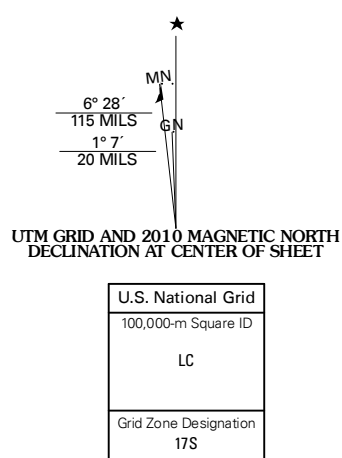 ★
MN
6° 28´
115 MILS
GN
1° 7´
20 MILS
UTM GRID AND 2010 MAGNETIC NORTH
DECLINATION AT CENTER OF SHEET
U.S. National Grid
100,000-m Square ID
LC
Grid Zone Designation
17S